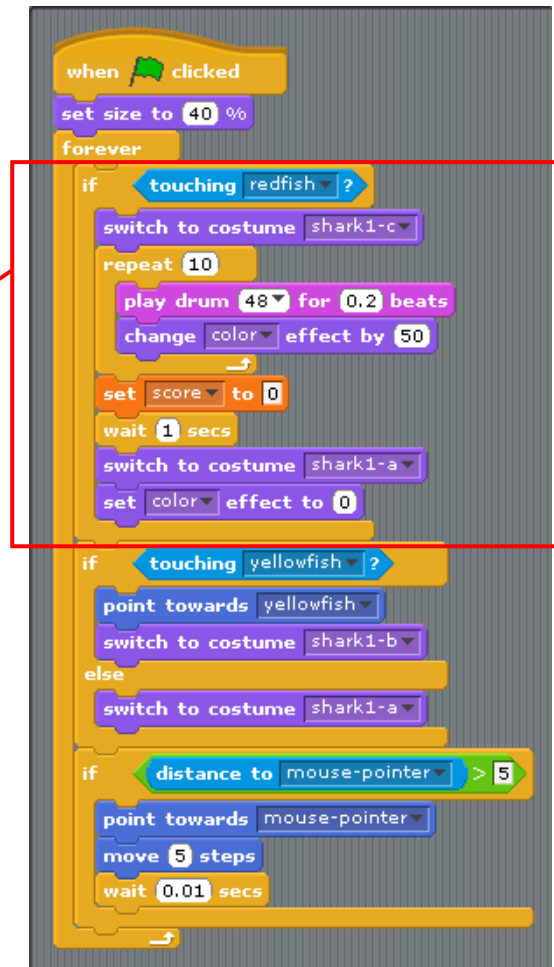 when clicked
set size to 40 %
forever
if touching redfish ?
switch to costume shark1-c
repeat 10
play drum 48 for 0.2 beats
change color effect by 50
set score to 0
wait 1 secs
switch to costume shark1-a
set color effect to 0
if touching yellowfish ?
point towards yellowfish
switch to costume shark1-b
else
switch to costume shark1-a
if distance to mouse-pointer > 5
point towards mouse-pointer
move 5 steps
wait 0.01 secs